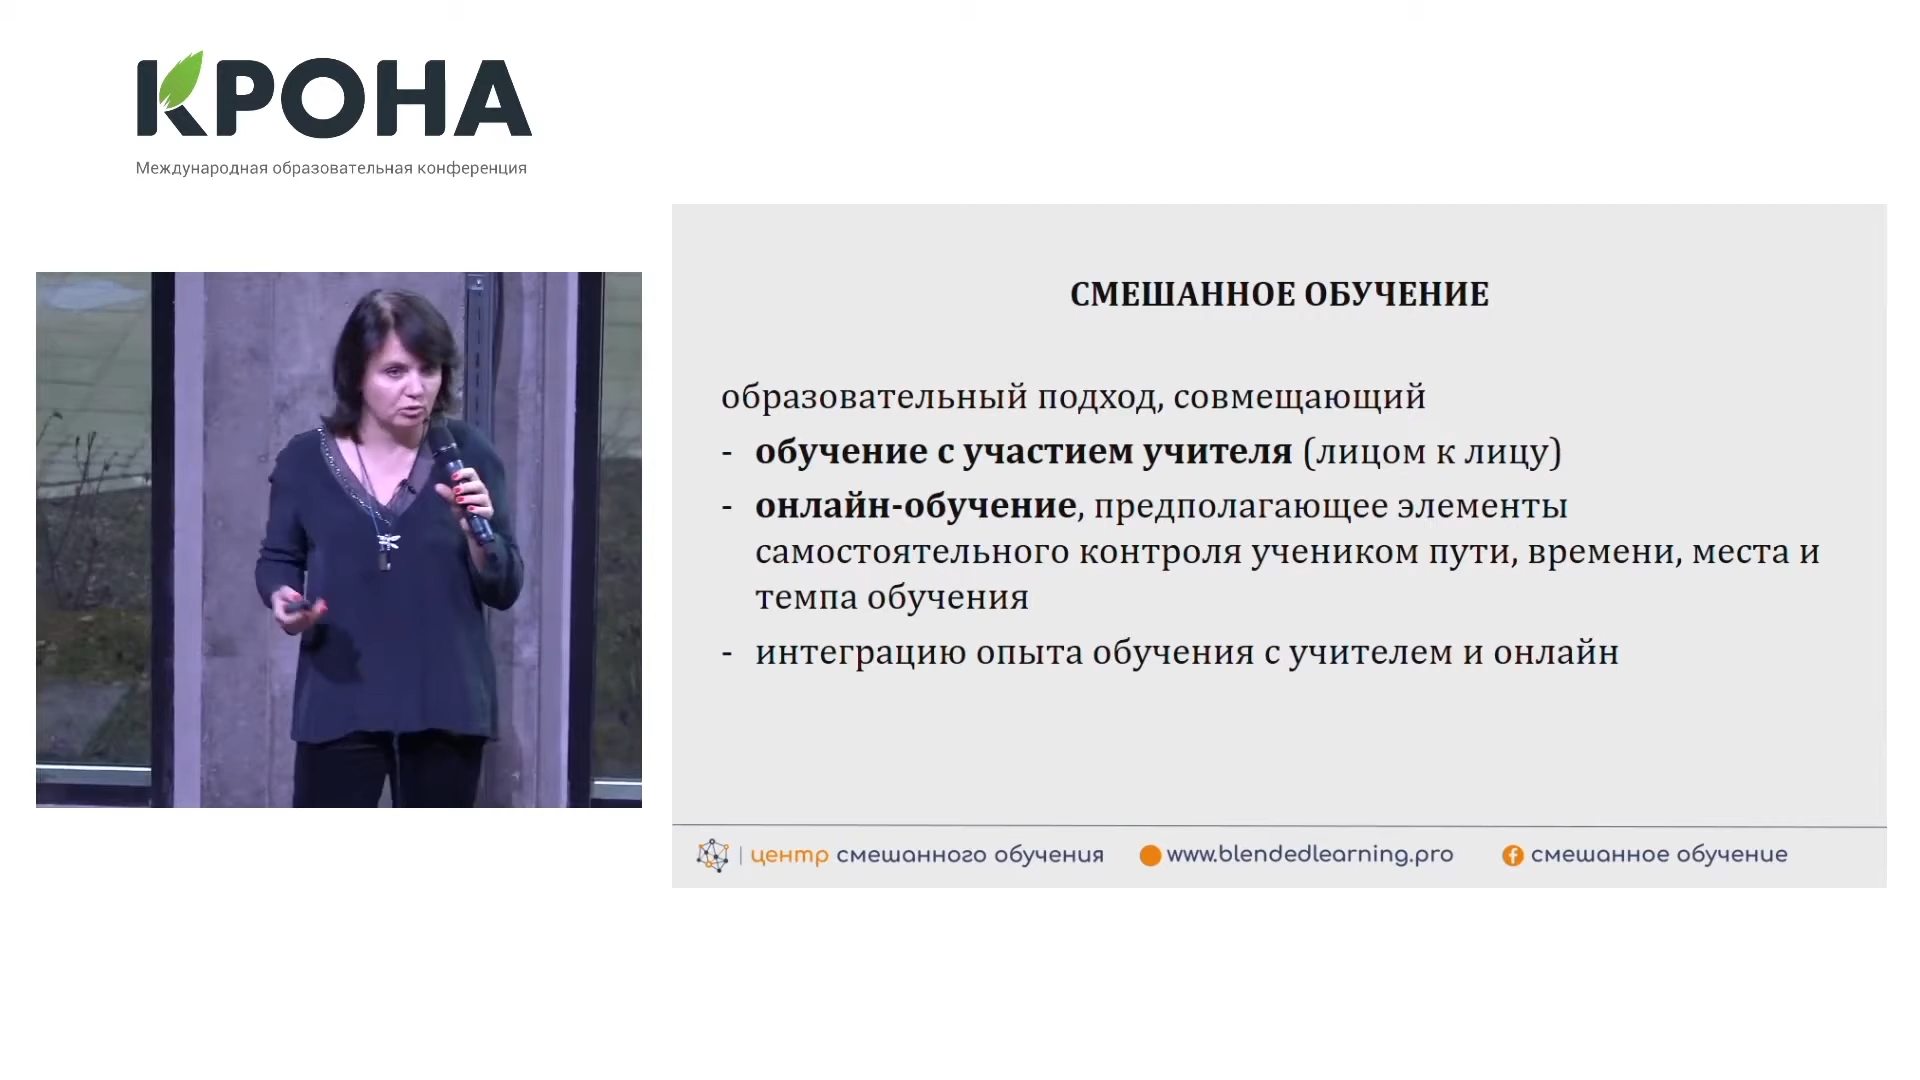 КРОНА
Международная образовательная конференция
СМЕШАННОЕ ОБУЧЕНИЕ
образовательный подход, совмещающий
- обучение с участием учителя (лицом к лицу)
- онлайн-обучение, предполагающее элементы
самостоятельного контроля учеником пути, времени, места и
темпа обучения
- интеграцию опыта обучения с учителем и онлайн
| центр смешанного обучения
www.blendedlearning.pro
f смешанное обучение